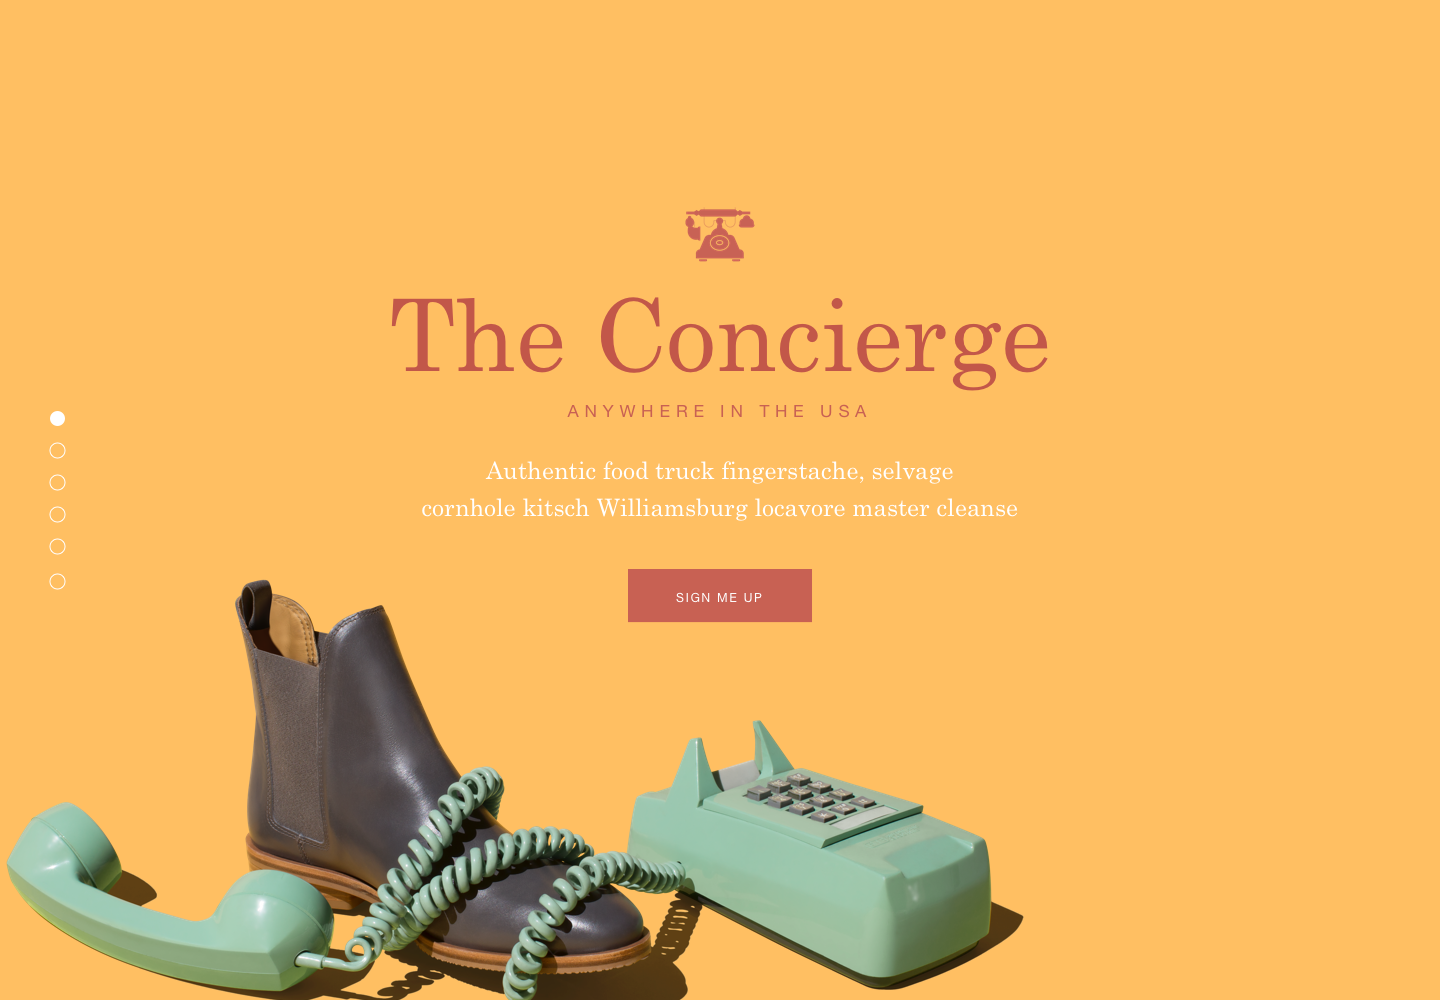 The Concierge
ANYWHERE IN THE USA
Authentic food truck fingerstache, selvage
cornhole kitsch Williamsburg locavore master cleanse
SIGN ME UP